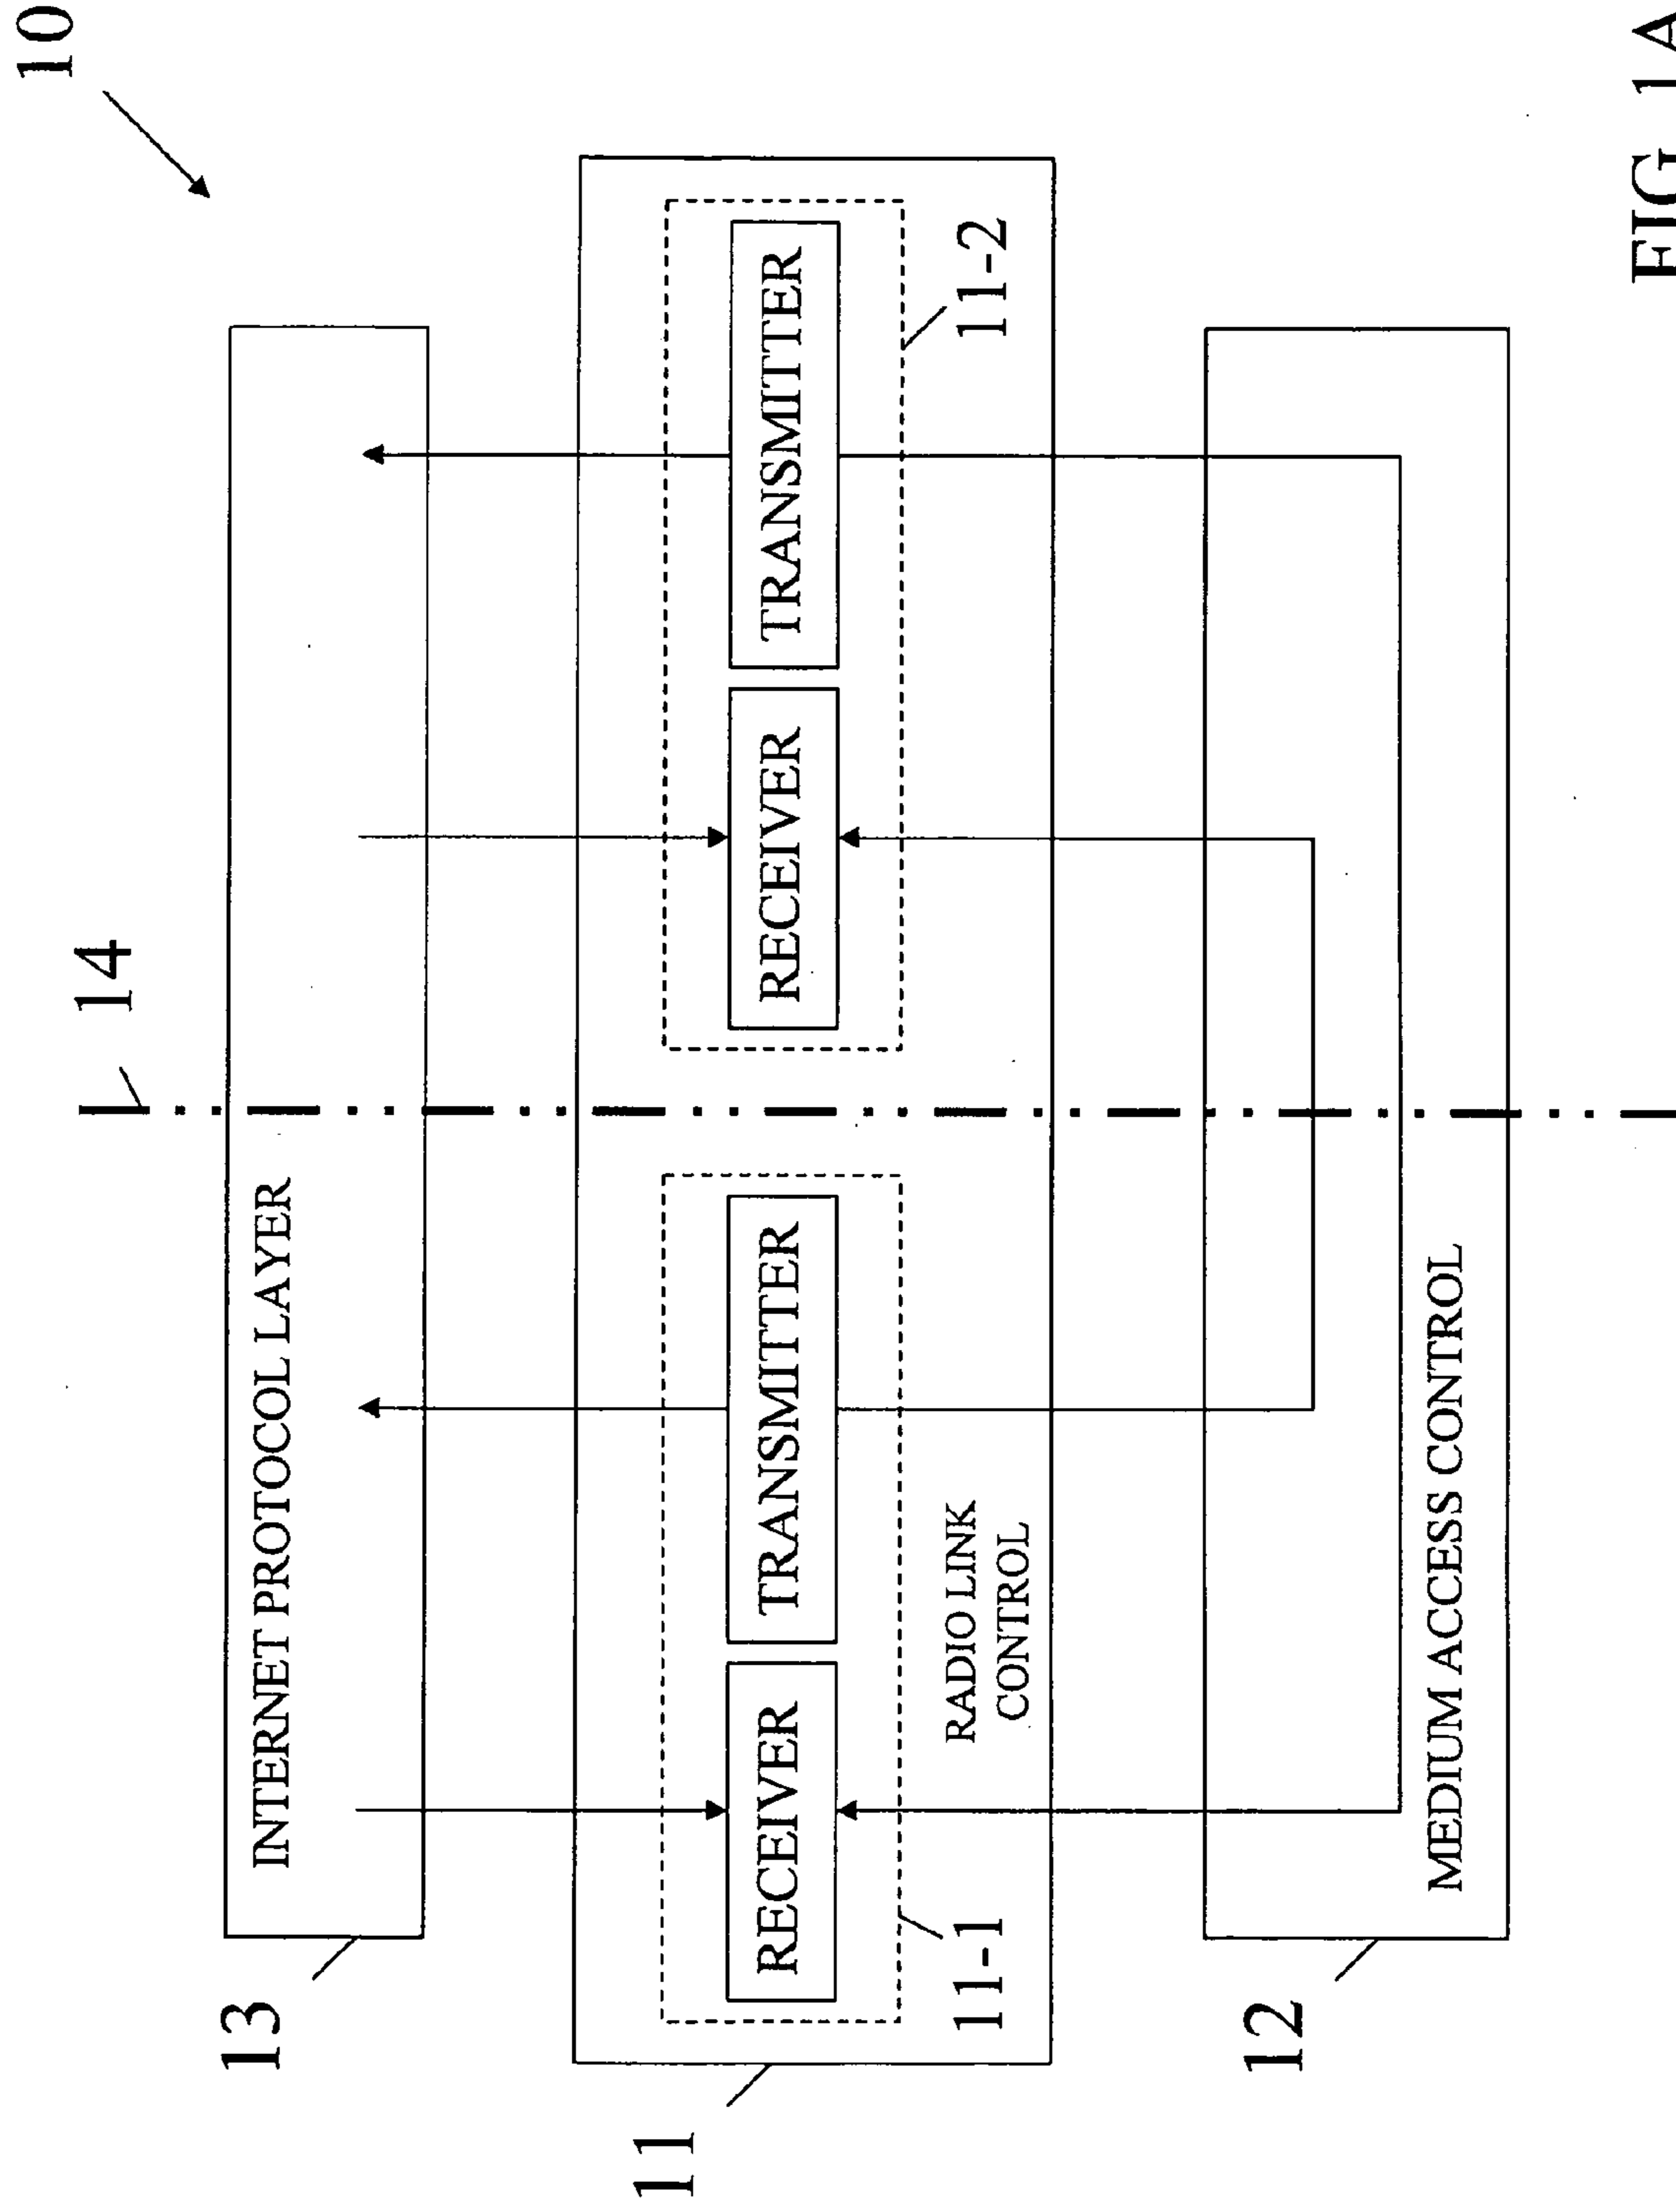 10
14
13
INTERNET PROTOCOL LAYER
11
RECEIVER
TRANSMITTER
RECEIVER
TRANSMITTER
11-1
RADIO LINK
CONTROL
11-2
12
MEDIUM ACCESS CONTROL
FIG. 1A